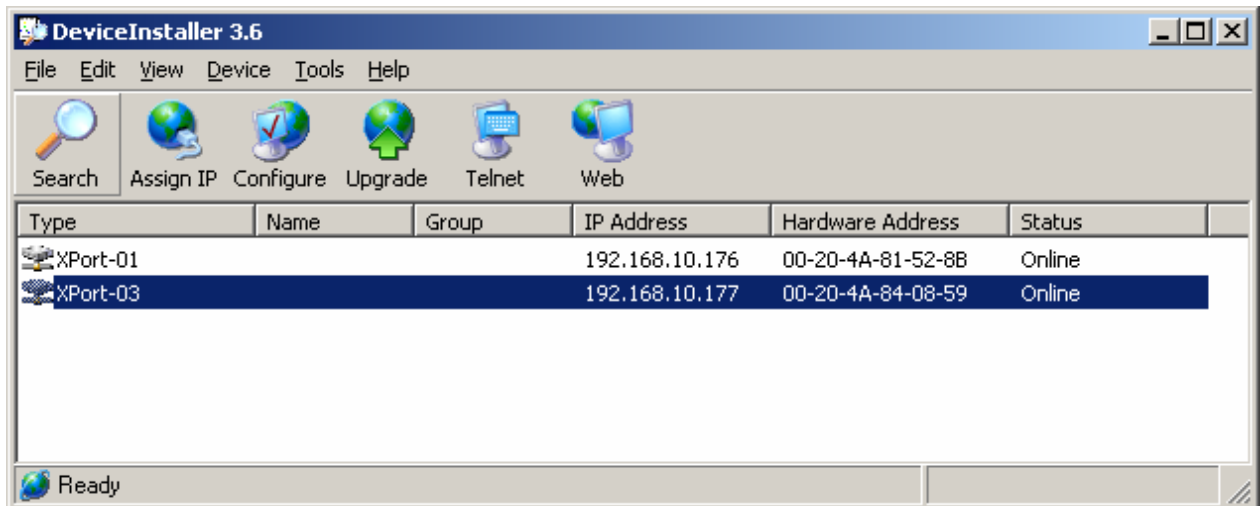 DeviceInstaller 3.6
File Edit View Device Tools Help
Search Assign IP Configure Upgrade Telnet Web
Type Name Group IP Address Hardware Address Status
XPort-01 192.168.10.176 00-20-4A-81-52-8B Online
XPort-03 192.168.10.177 00-20-4A-84-08-59 Online
Ready